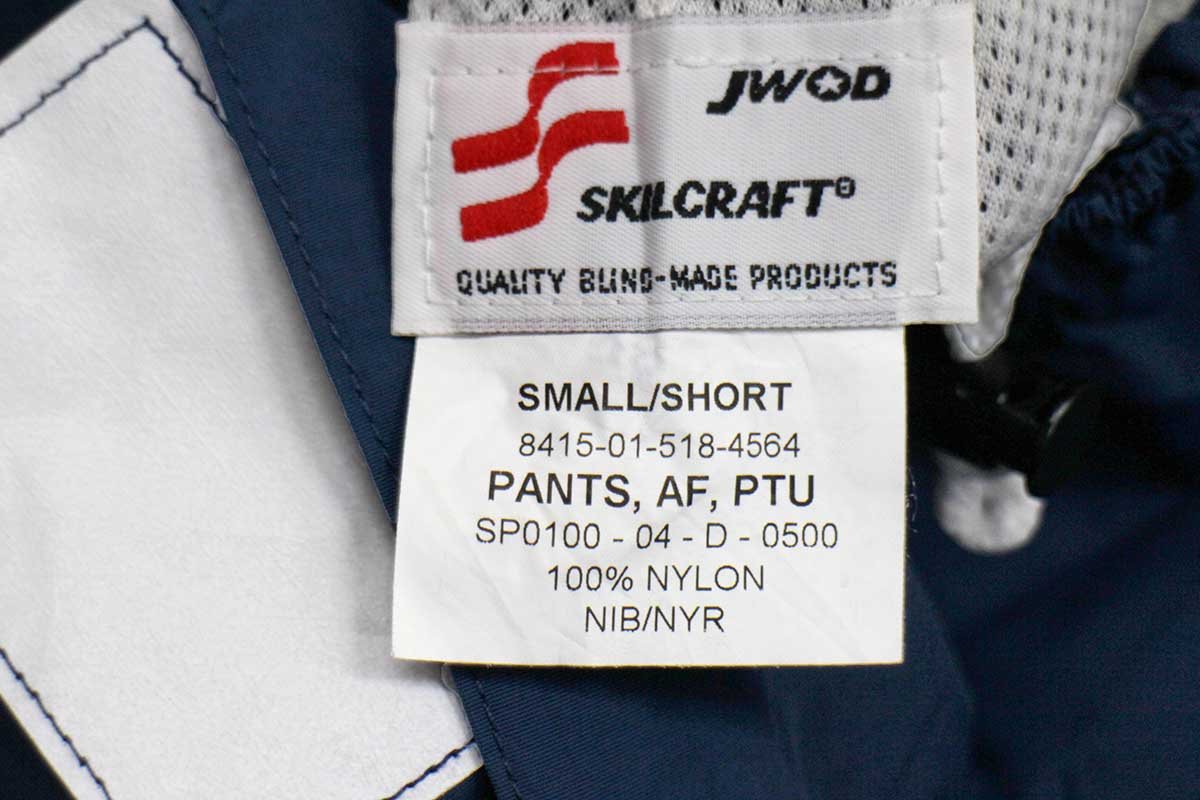 JWOD
SKILCRAFT®
QUALITY BLIND-MADE PRODUCTS
SMALL/SHORT
8415-01-518-4564
PANTS, AF, PTU
SP0100 - 04 - D - 0500
100% NYLON
NIB/NYR